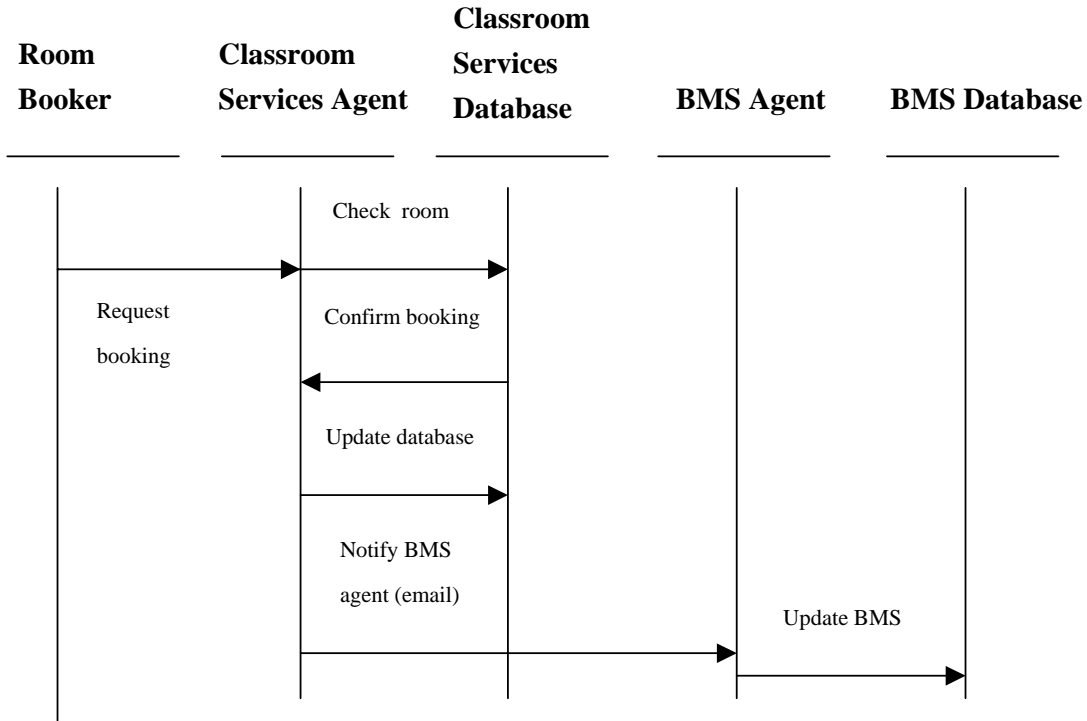 Room
Booker
Classroom
Services Agent
Classroom
Services
Database
BMS Agent
BMS Database
Check room
Request
booking
Confirm booking
Update database
Notify BMS
agent (email)
Update BMS